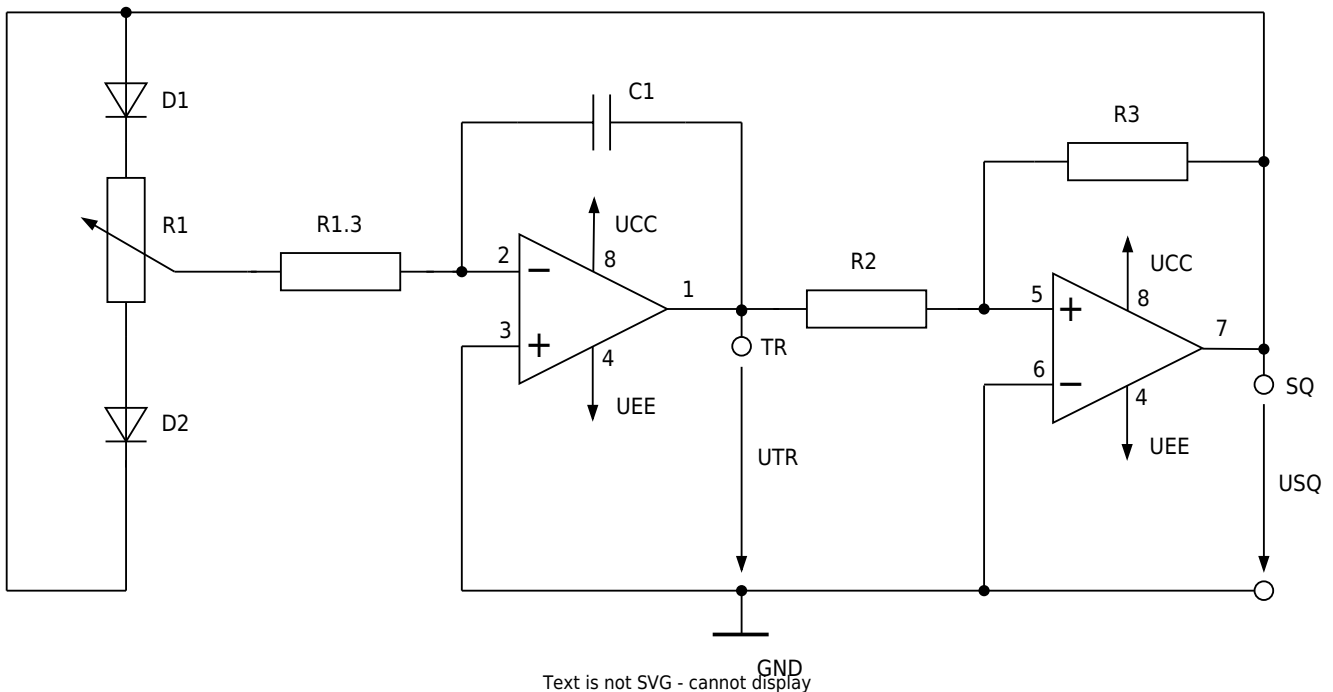 C1
D1
R3
R1
R1.3
UCC
2
8
R2
UCC
1
5
8
3
TR
7
4
6
SQ
UEE
4
D2
UEE
UTR
USQ
GND
Text is not SVG - cannot display